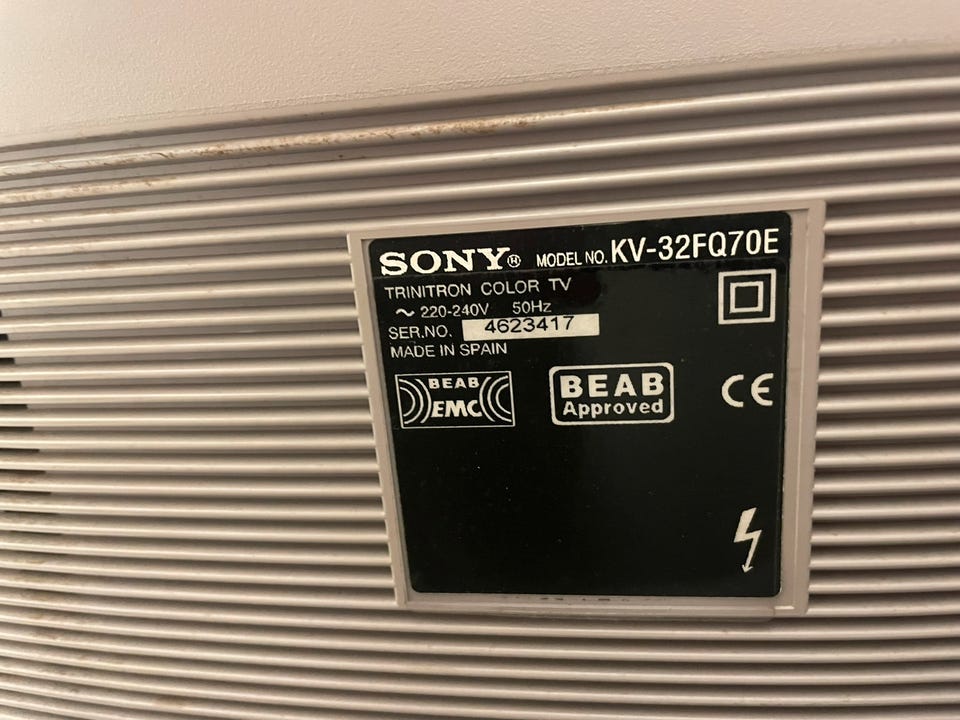 SONY® MODEL NO. KV-32FQ70E
TRINITRON COLOR TV
~ 220-240V 50Hz
SER.NO. 4623417
MADE IN SPAIN
BEAB
EMC
BEAB
Approved
CE